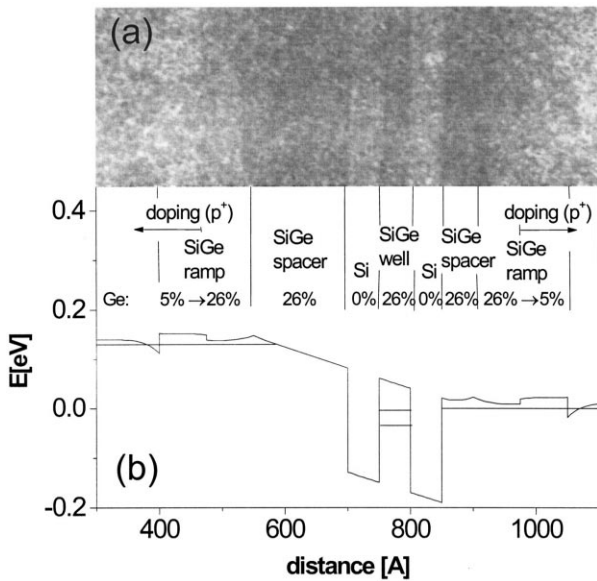 (a)
0.4
doping (p⁺)
doping (p⁺)
SiGe ramp
SiGe spacer
Si
SiGe well
Si
SiGe spacer
SiGe ramp
Ge: 5% →26% 26% 0% 26% 0% 26% 26% →5%
0.2
E[eV]
0.0
(b)
-0.2
400 600 800 1000
distance [A]